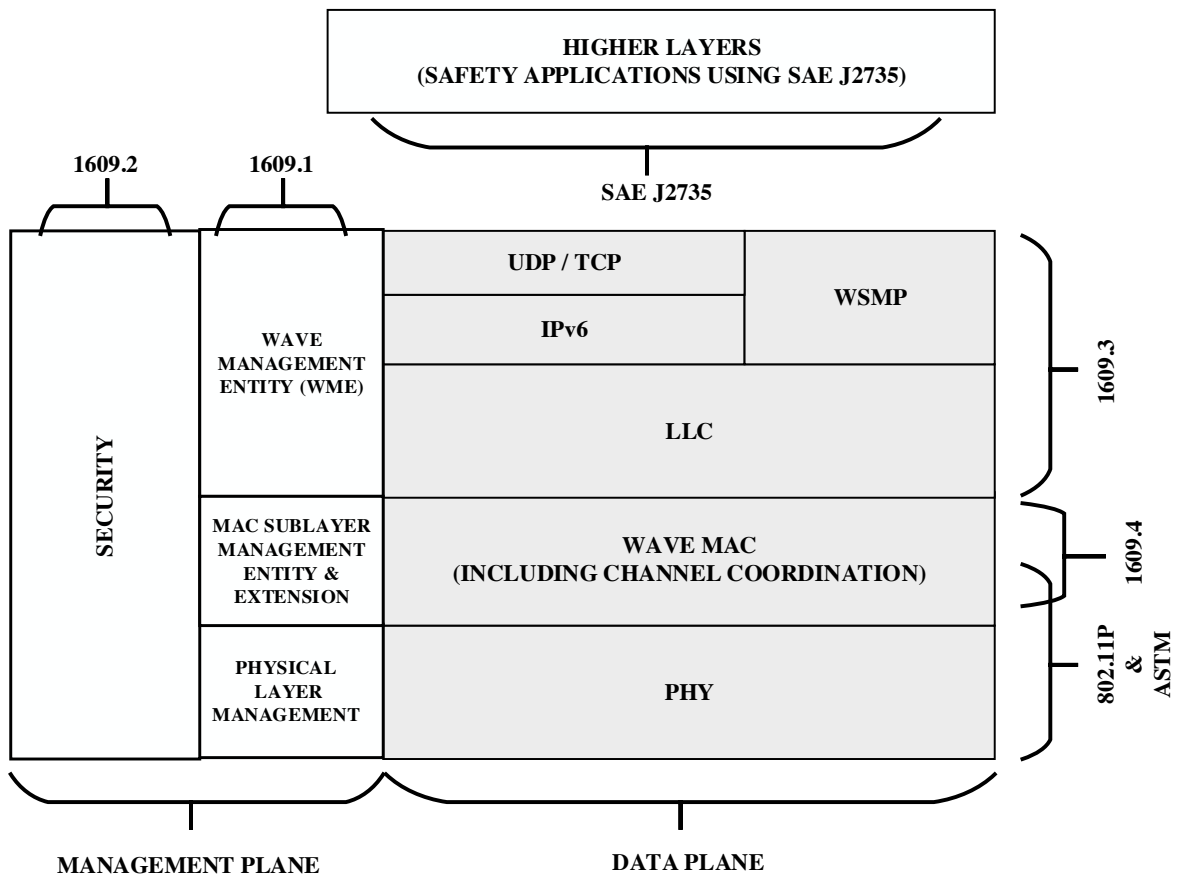 HIGHER LAYERS
(SAFETY APPLICATIONS USING SAE J2735)
1609.2
1609.1
SAE J2735
UDP / TCP
WSMP
IPv6
WAVE
MANAGEMENT
ENTITY (WME)
1609.3
LLC
SECURITY
MAC SUBLAYER
MANAGEMENT
ENTITY &
EXTENSION
WAVE MAC
(INCLUDING CHANNEL COORDINATION)
1609.4
PHYSICAL
LAYER
MANAGEMENT
PHY
802.11P
&
ASTM
MANAGEMENT PLANE
DATA PLANE